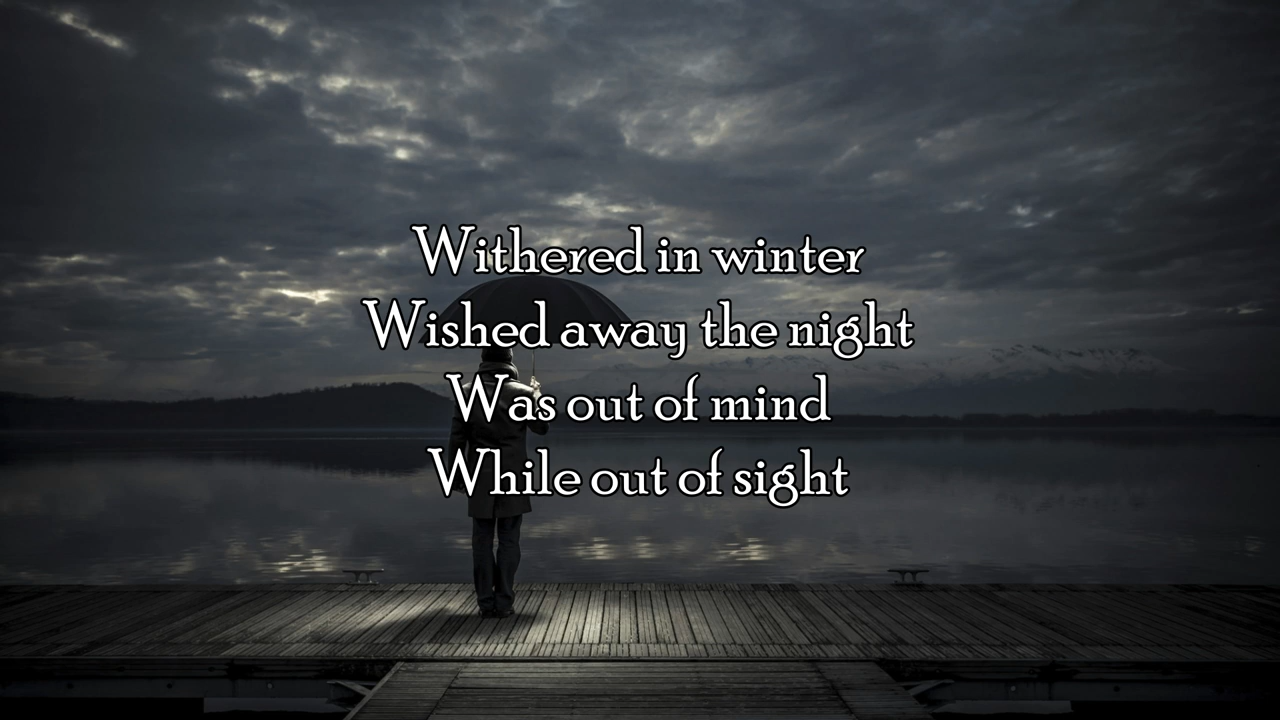 Withered in winter
Wished away the night
Was out of mind
While out of sight